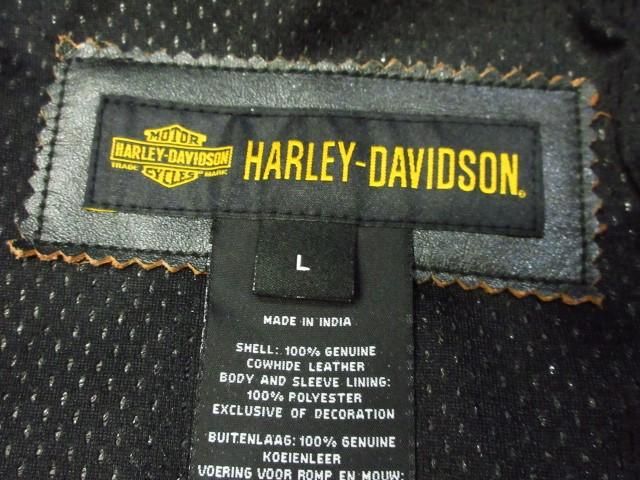 MOTOR
HARLEY-DAVIDSON
TRADE MARK
CYCLES
HARLEY-DAVIDSON®
L
MADE IN INDIA
SHELL: 100% GENUINE
COWHIDE LEATHER
BODY AND SLEEVE LINING:
100% POLYESTER
EXCLUSIVE OF DECORATION
BUITENLAAG: 100% GENUINE
KOEIENLEER
VOERING VOOR ROMP EN MOUW: